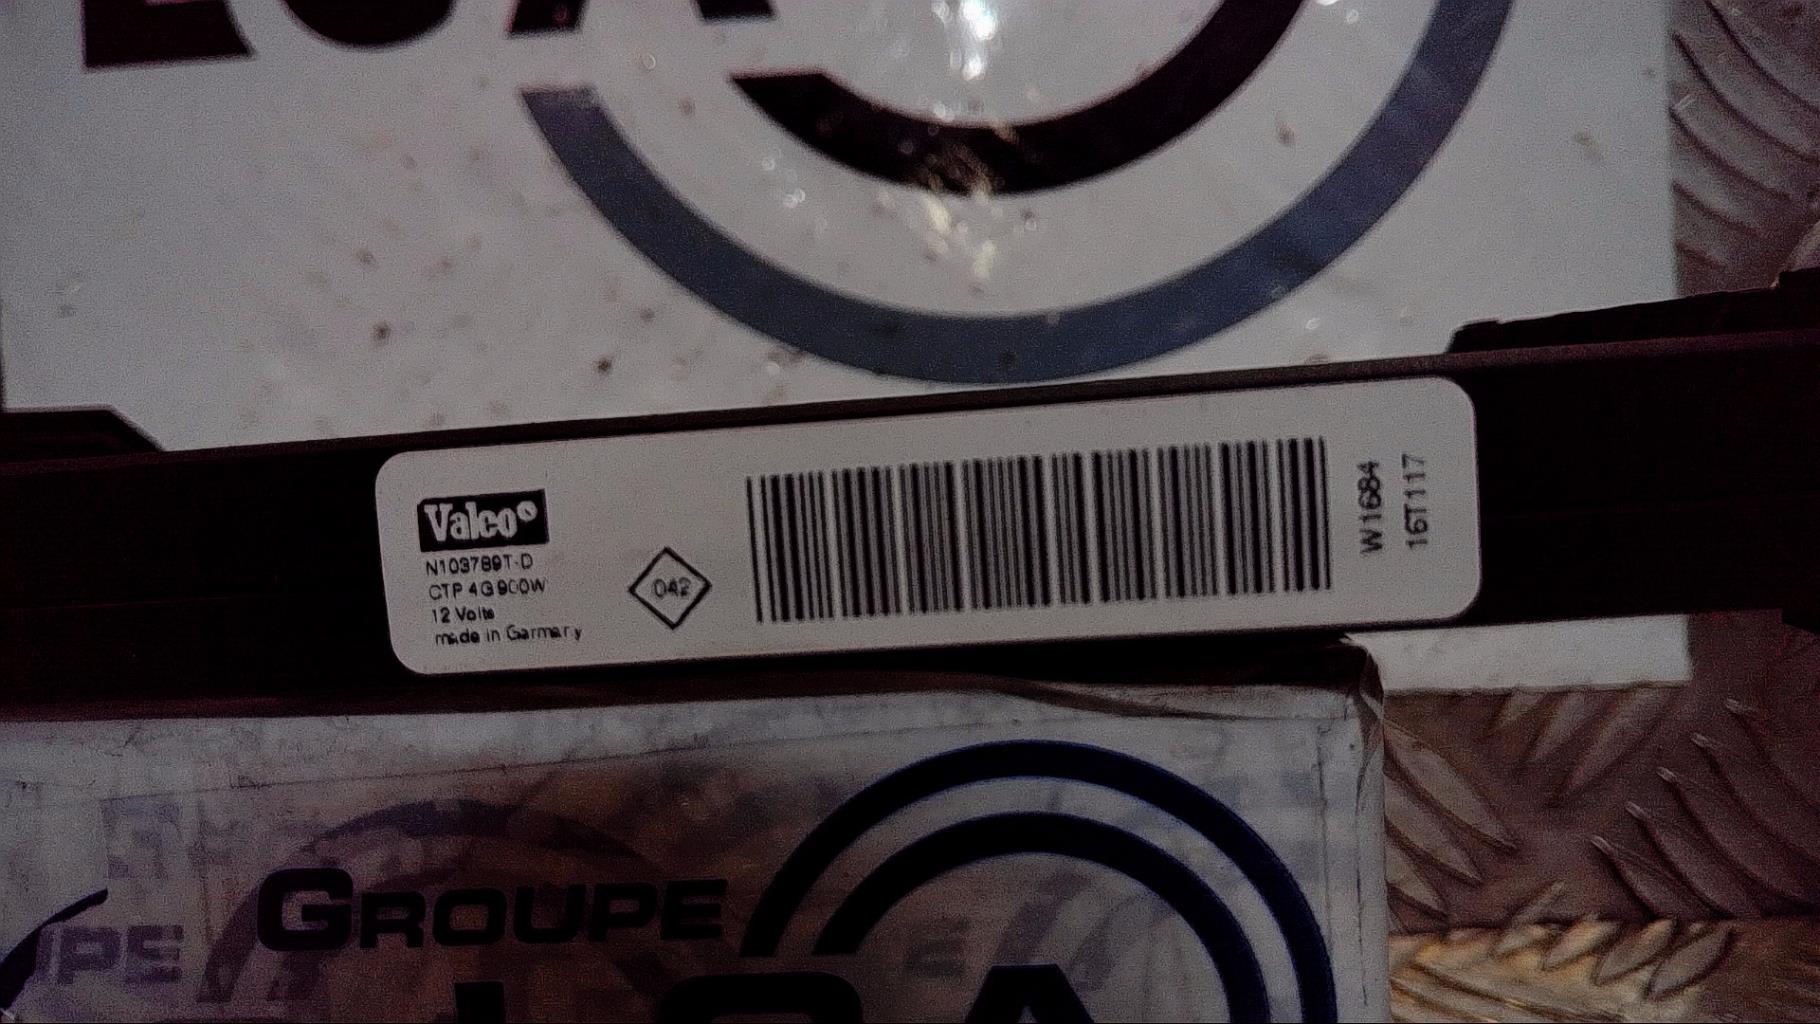 Valeo
N103789T-D
CTP 4G 900W
12 Volts
made in Germany
042
W1684
16T117
GROUPE